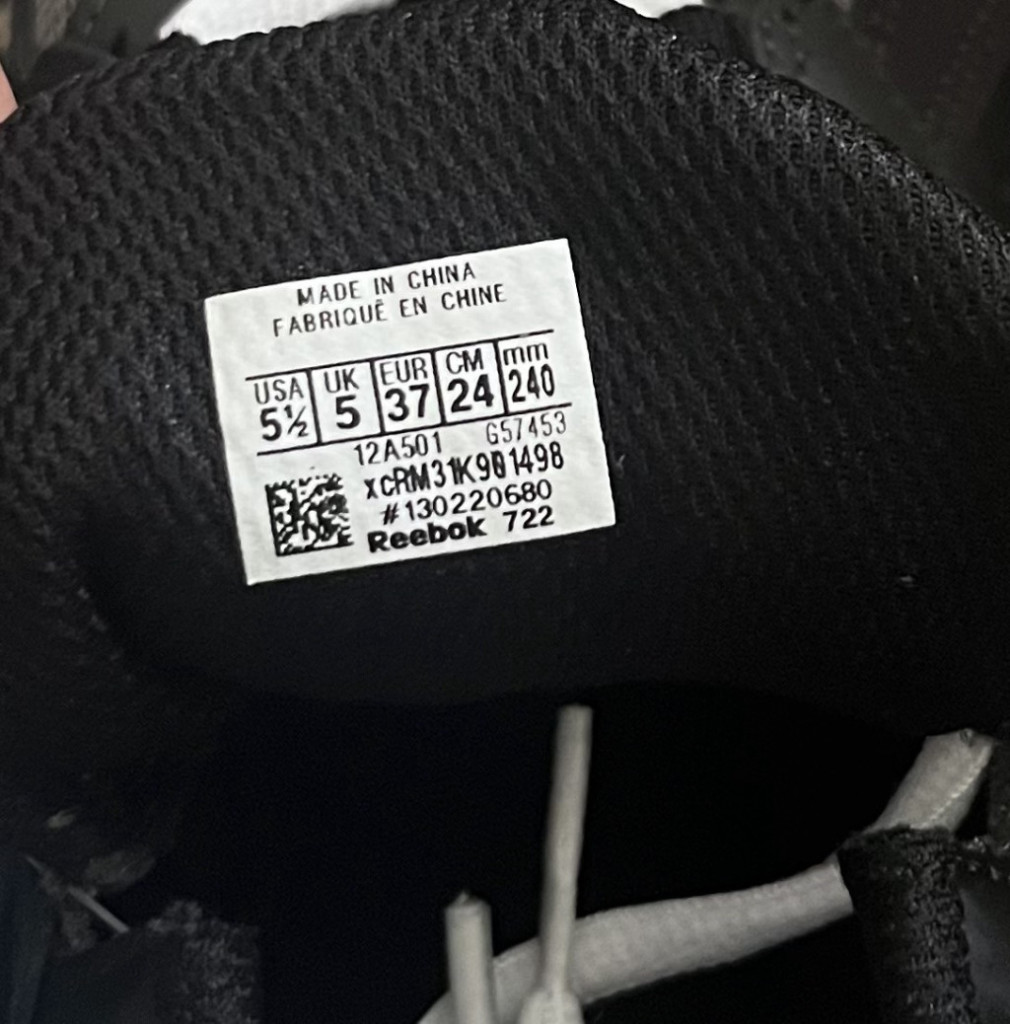 MADE IN CHINA
FABRIQUÉ EN CHINE
USA UK EUR CM mm
5½ 5 37 24 240
12A501 G57453
xcRM31K901498
#130220680
Reebok 722